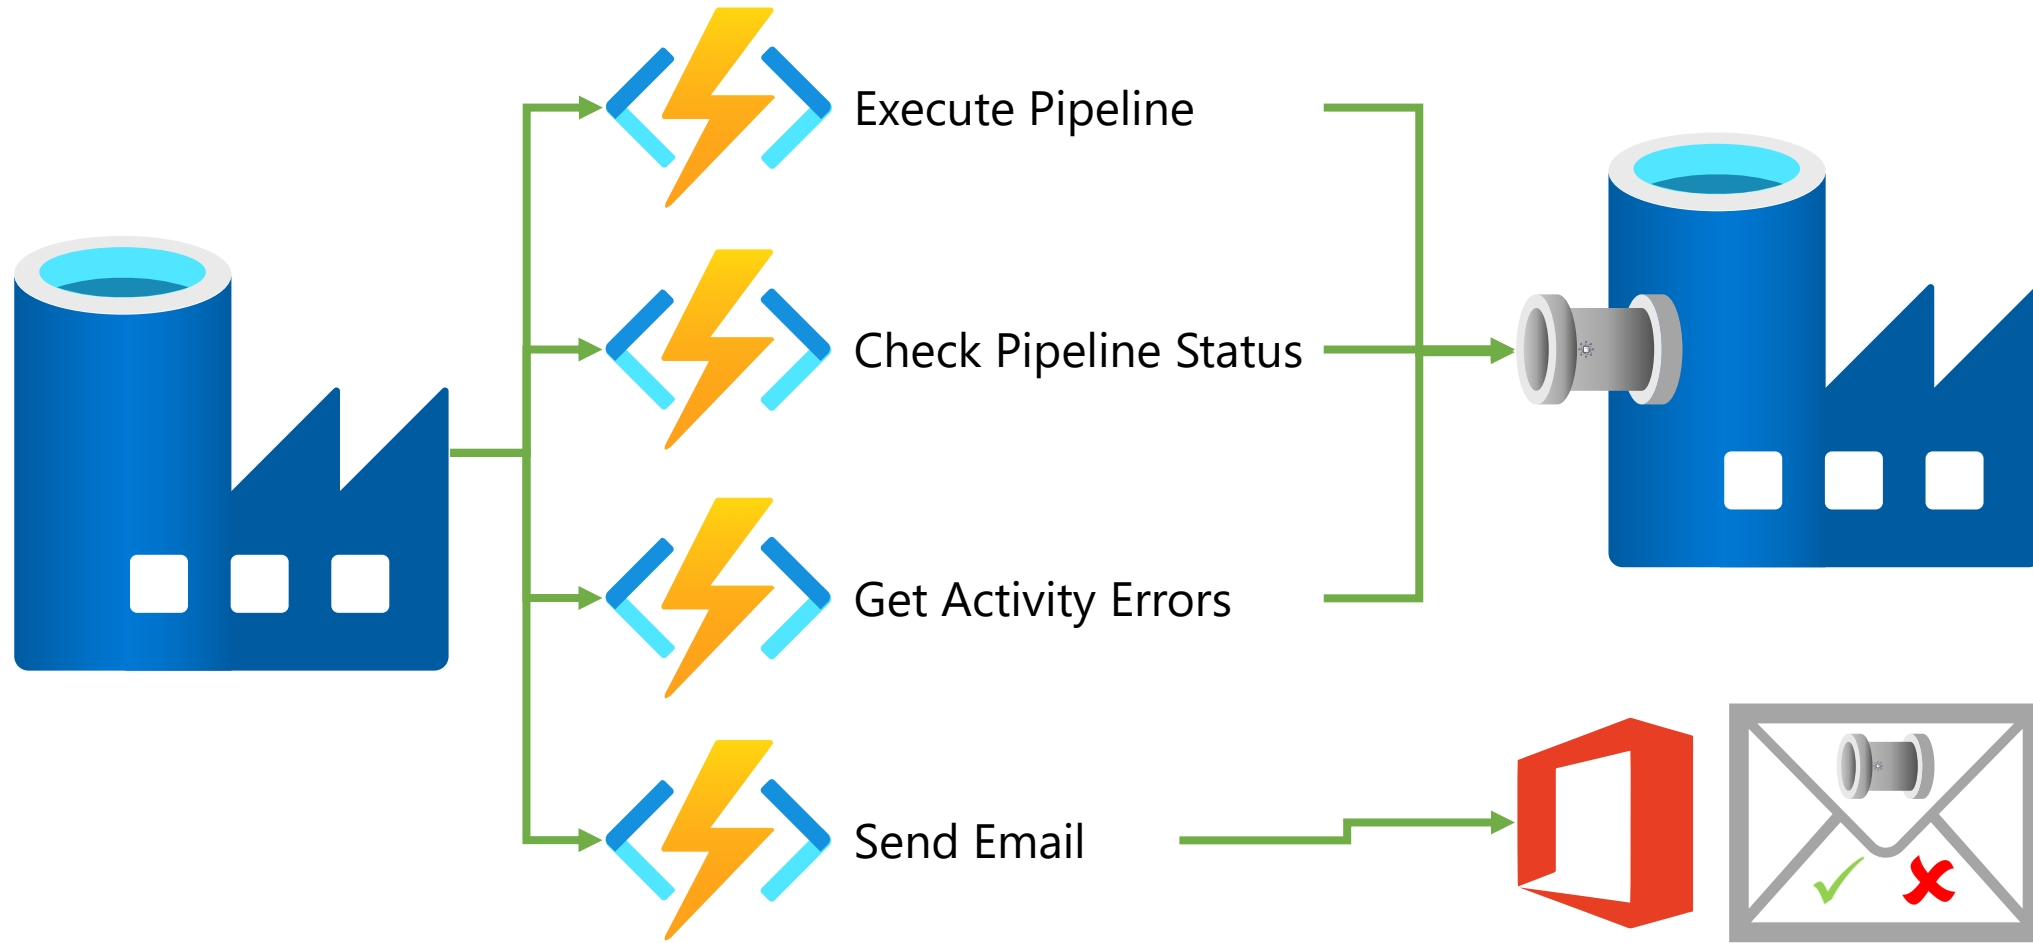 Execute Pipeline
Check Pipeline Status
Get Activity Errors
Send Email